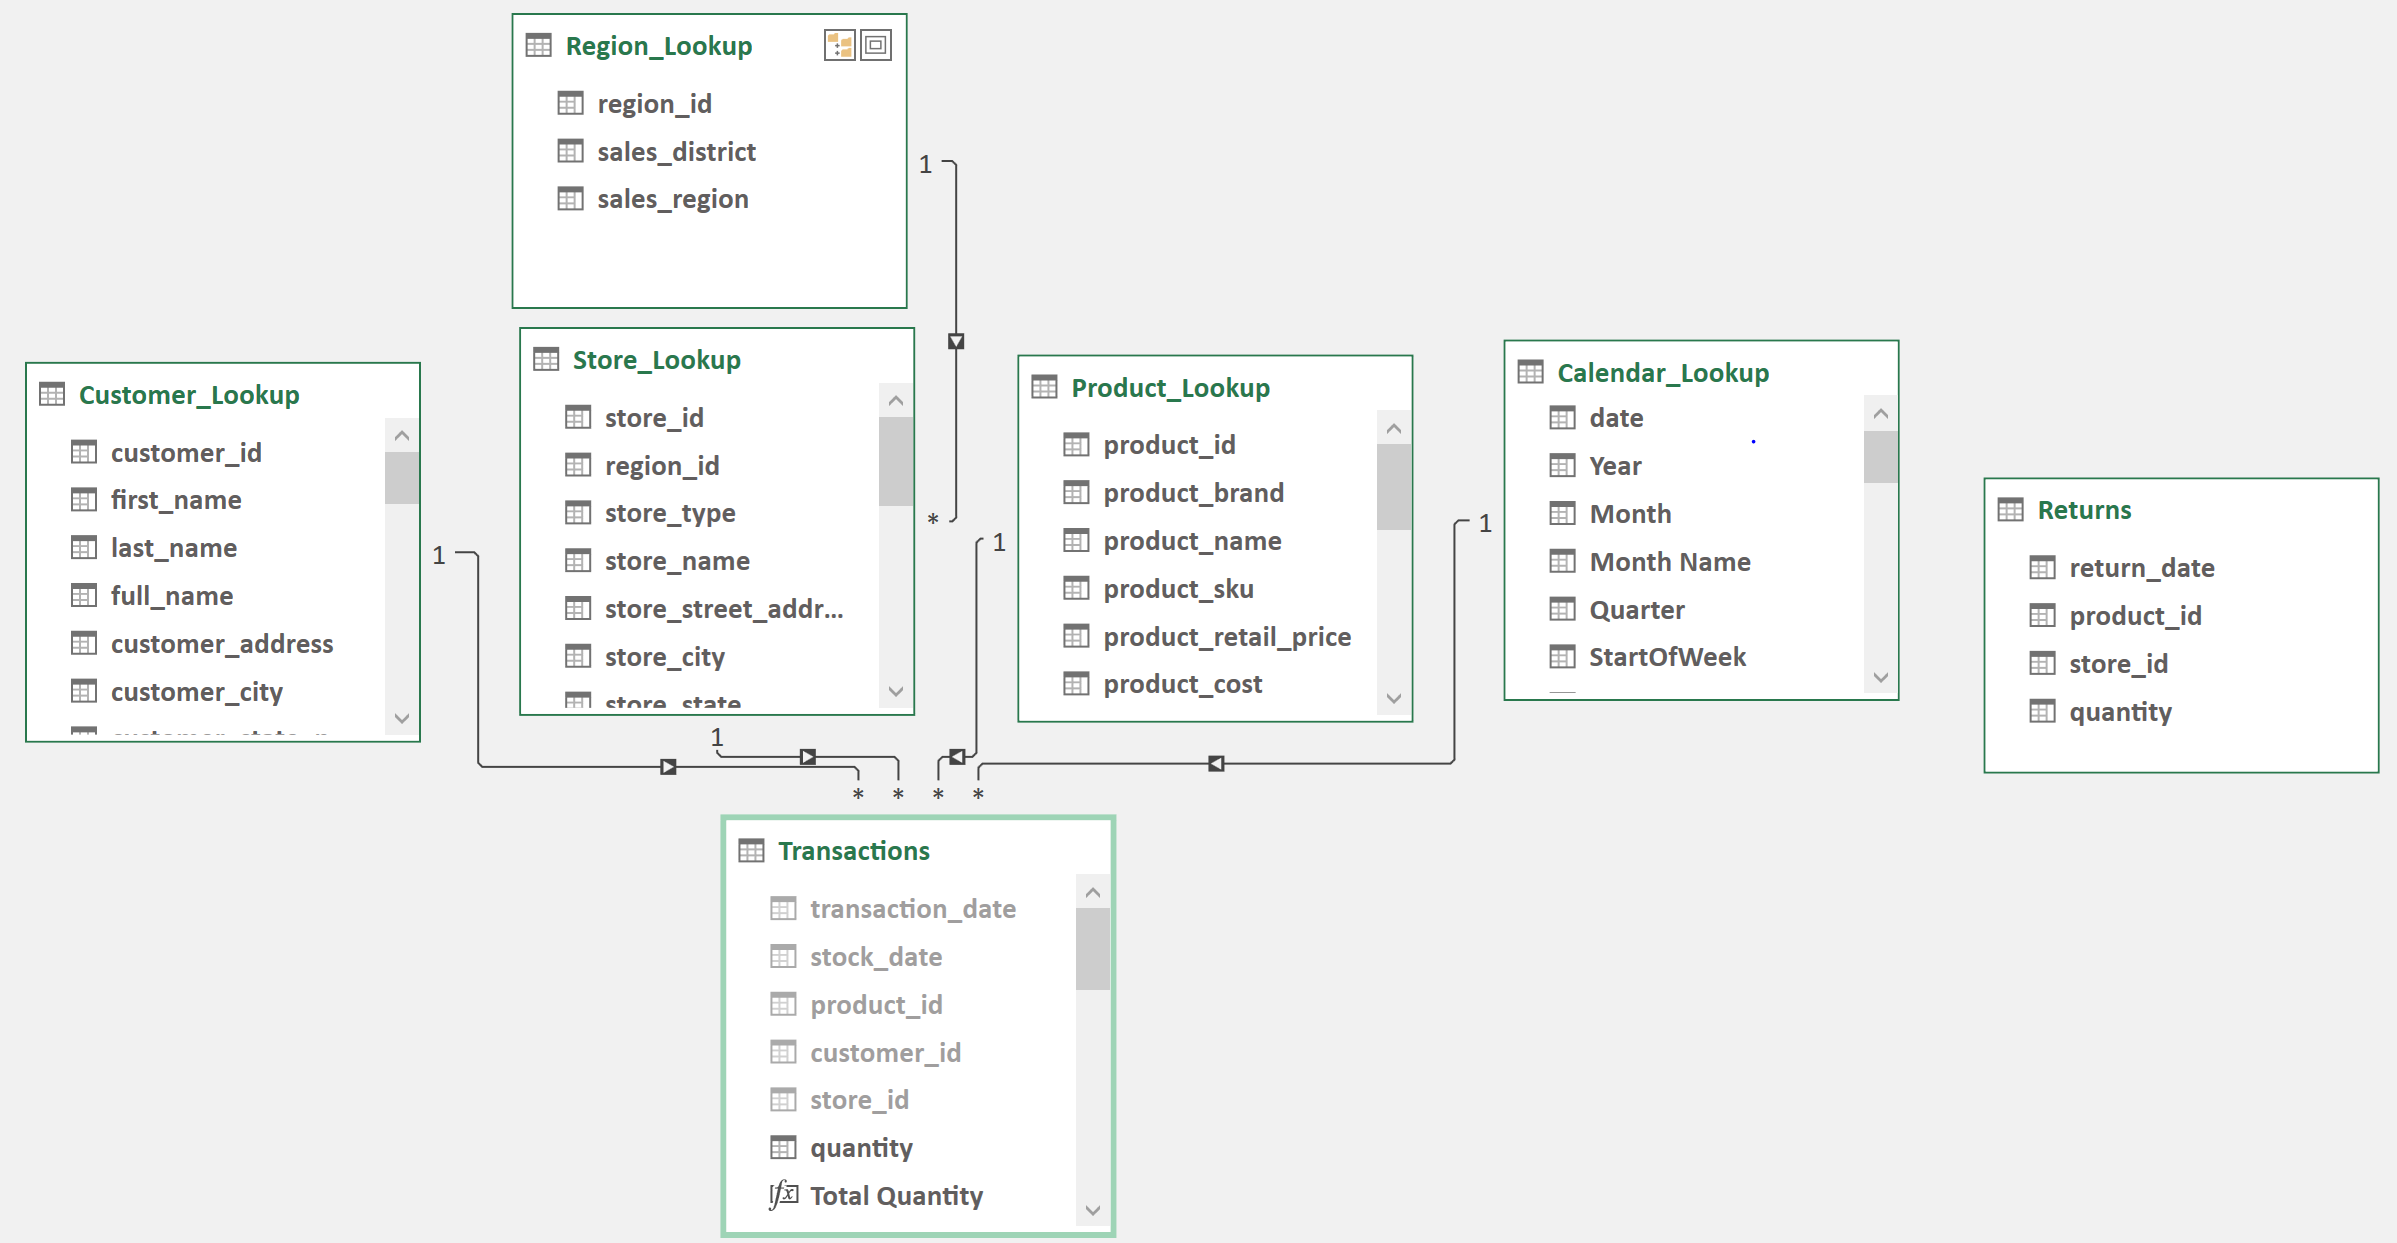 Region_Lookup
region_id
sales_district
sales_region
1
*
Customer_Lookup
customer_id
first_name
last_name
full_name
customer_address
customer_city
1
Store_Lookup
store_id
region_id
store_type
store_name
store_street_addr...
store_city
store_state
1
Product_Lookup
product_id
product_brand
product_name
product_sku
product_retail_price
product_cost
1
Calendar_Lookup
date
Year
Month
Month Name
Quarter
StartOfWeek
1
Returns
return_date
product_id
store_id
quantity
* * * *
Transactions
transaction_date
stock_date
product_id
customer_id
store_id
quantity
fx Total Quantity